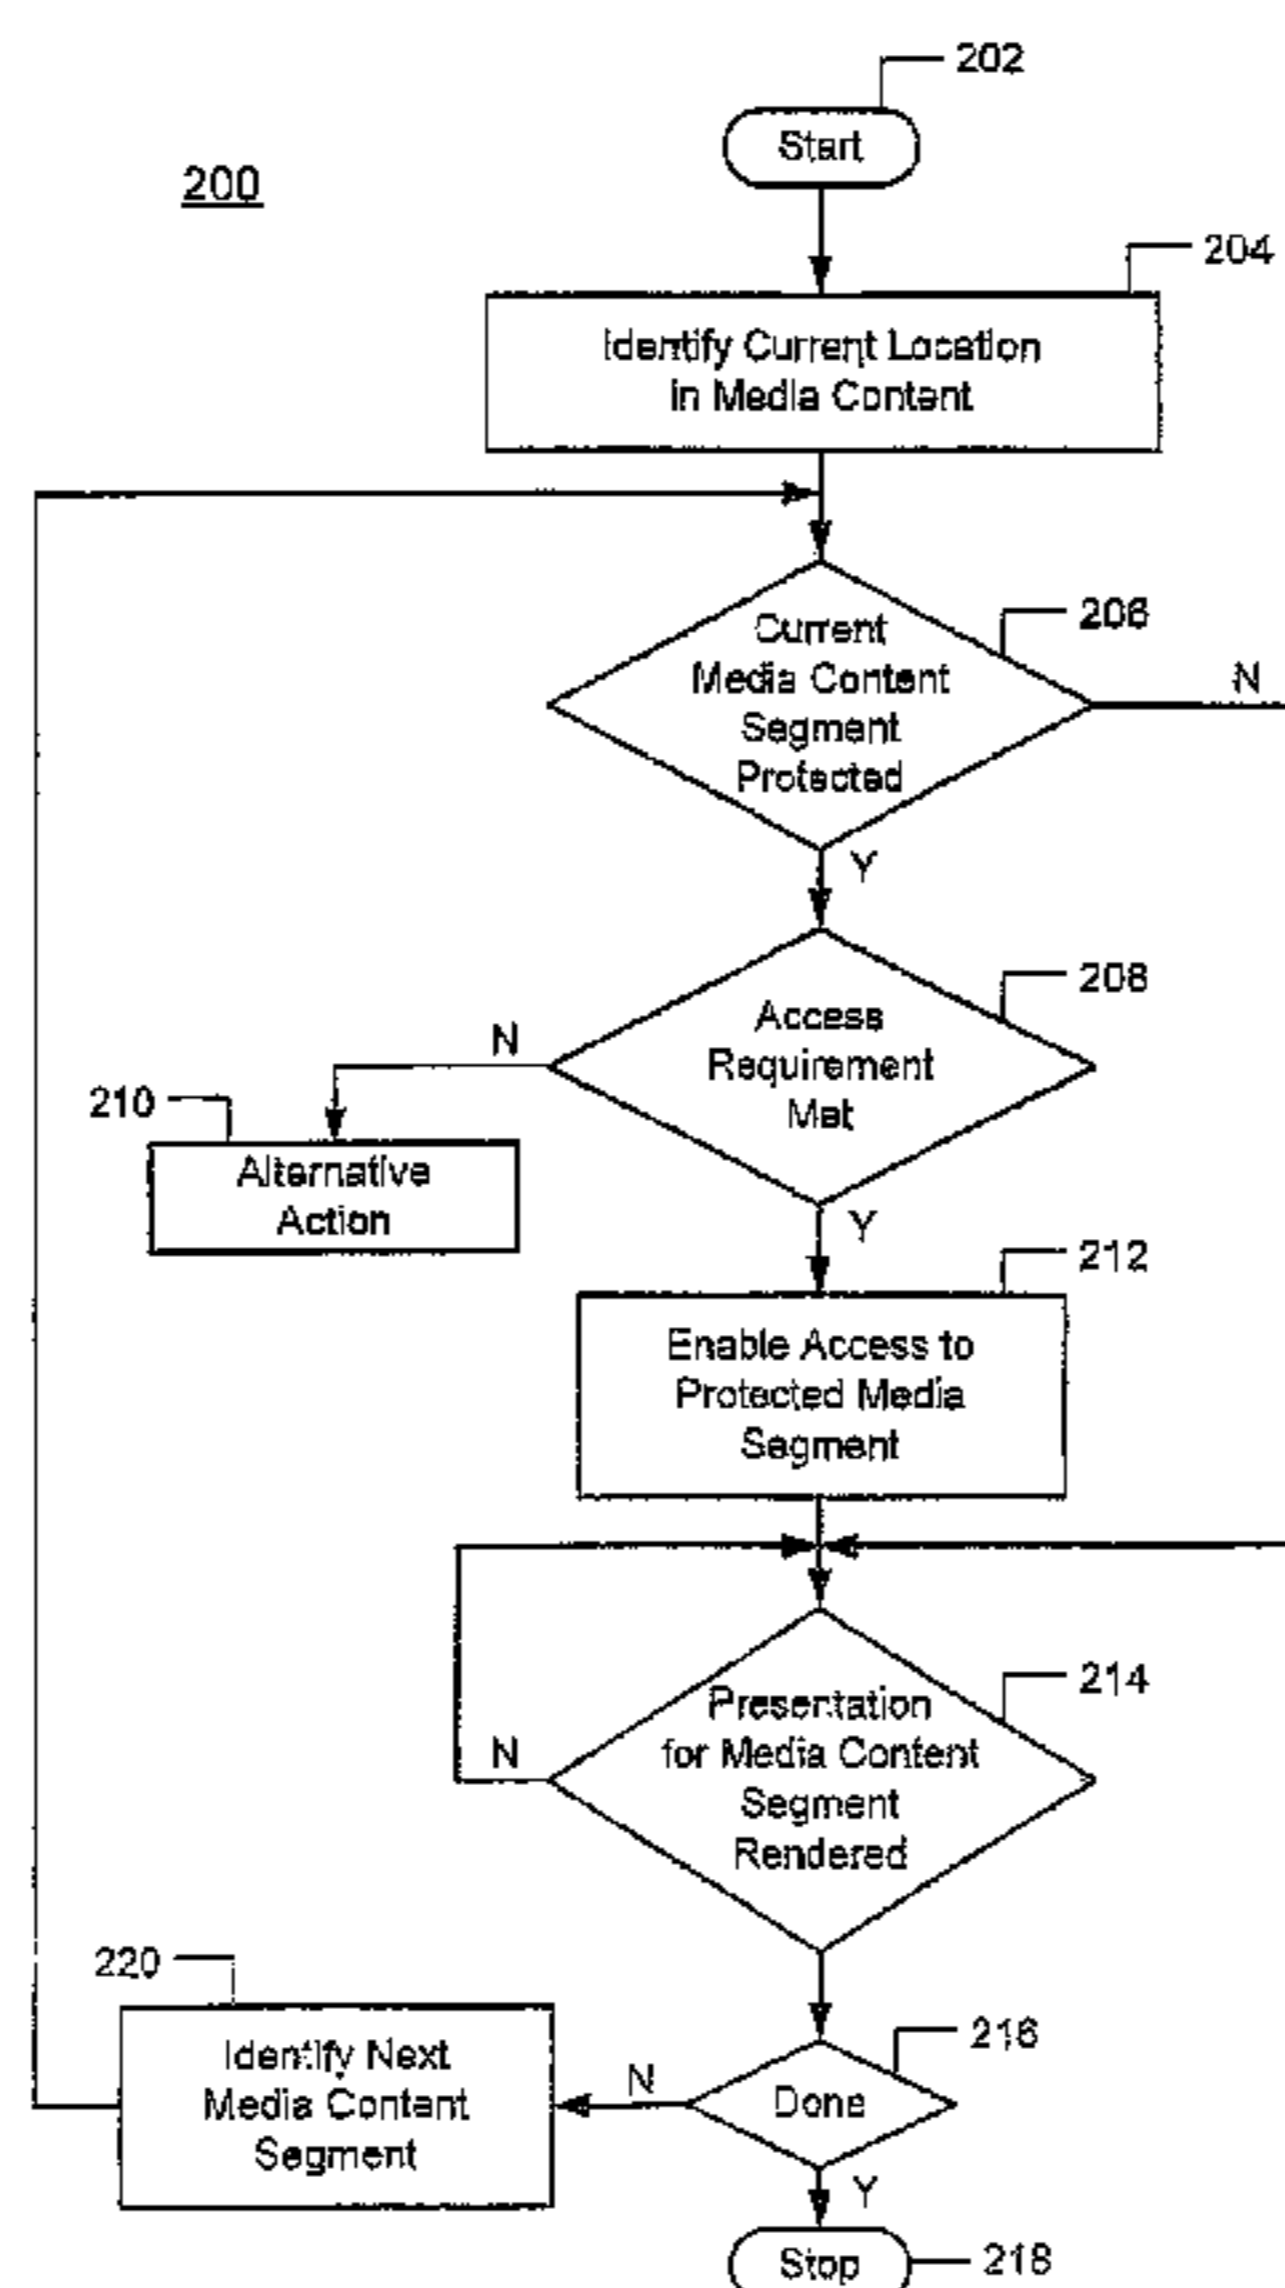 202
Start
200
204
Identify Current Location
in Media Content
206
Current
Media Content
Segment
Protected
N
Y
208
Access
Requirement
Met
N
210
Alternative
Action
Y
212
Enable Access to
Protected Media
Segment
214
Presentation
for Media Content
Segment
Rendered
N
220
Identify Next
Media Content
Segment
216
N
Done
Y
Stop
218